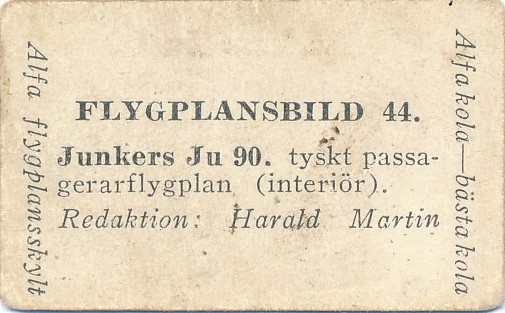 FLYGPLANSBILD 44.
Junkers Ju 90. tyskt passa-
gerarflygplan (interiör).
Redaktion: Harald Martin
Alfa flygplansskylt
Alfakola—bästa kola